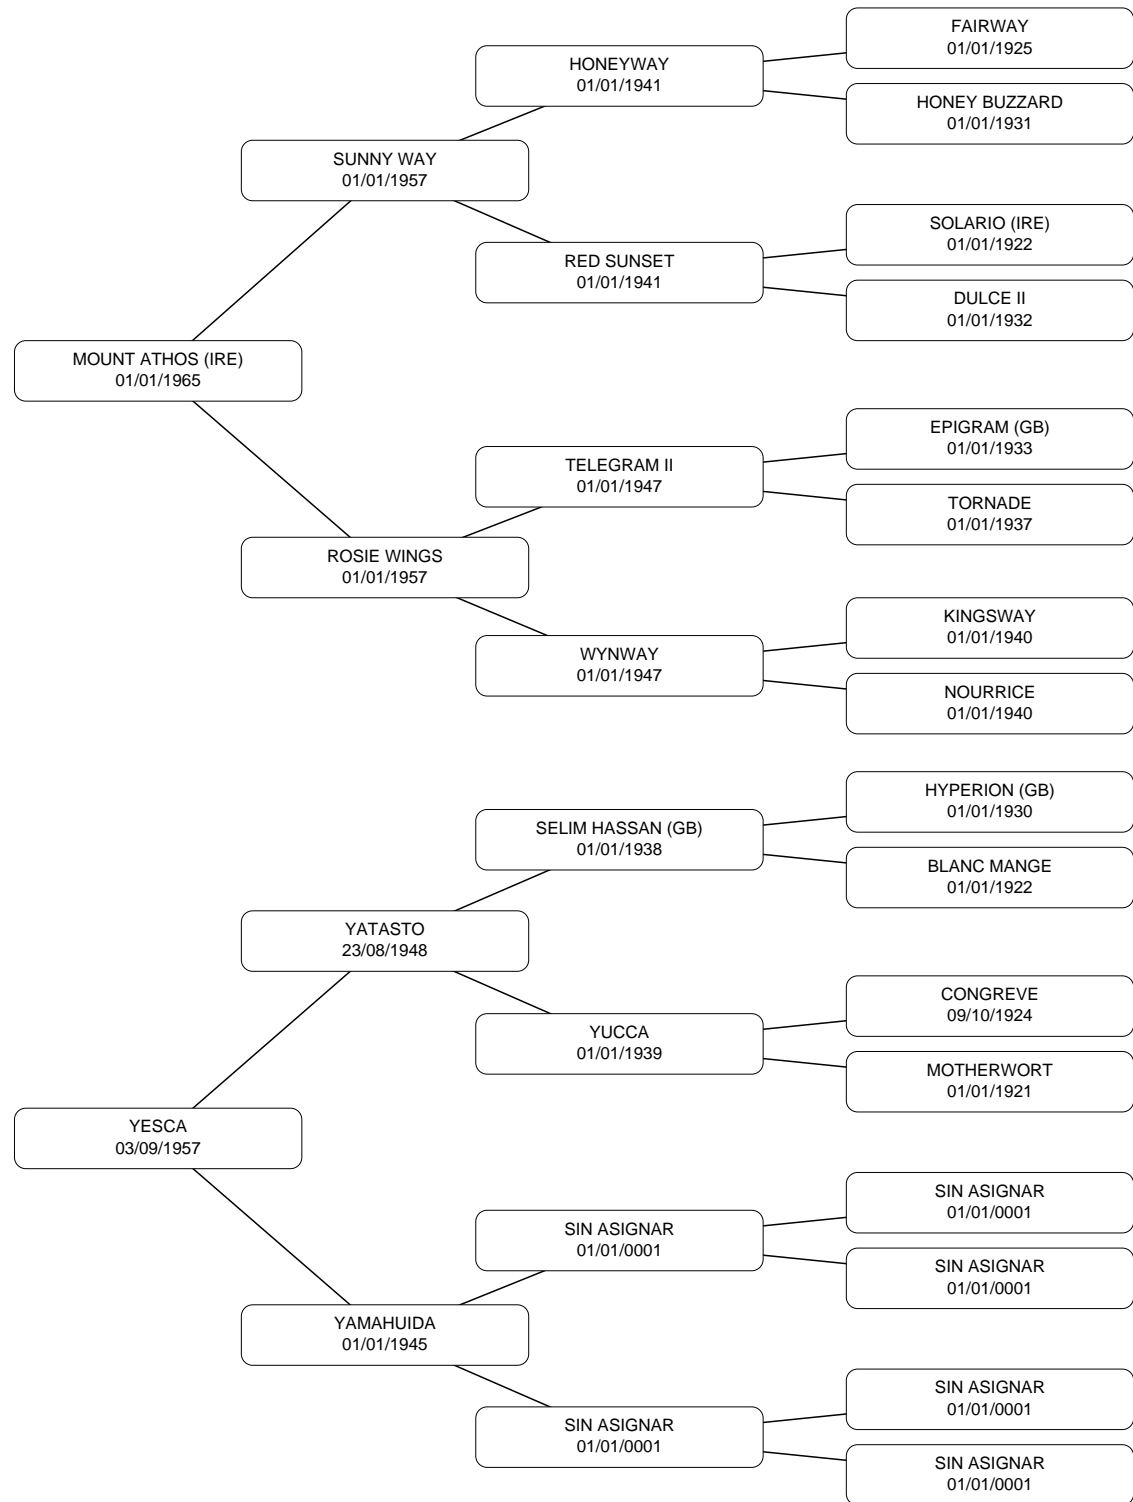 FAIRWAY
01/01/1925
HONEYWAY
01/01/1941
HONEY BUZZARD
01/01/1931
SUNNY WAY
01/01/1957
SOLARIO (IRE)
01/01/1922
RED SUNSET
01/01/1941
DULCE II
01/01/1932
MOUNT ATHOS (IRE)
01/01/1965
EPIGRAM (GB)
01/01/1933
TELEGRAM II
01/01/1947
TORNADE
01/01/1937
ROSIE WINGS
01/01/1957
KINGSWAY
01/01/1940
WYNWAY
01/01/1947
NOURRICE
01/01/1940
HYPERION (GB)
01/01/1930
SELIM HASSAN (GB)
01/01/1938
BLANC MANGE
01/01/1922
YATASTO
23/08/1948
CONGREVE
09/10/1924
YUCCA
01/01/1939
MOTHERWORT
01/01/1921
YESCA
03/09/1957
SIN ASIGNAR
01/01/0001
SIN ASIGNAR
01/01/0001
SIN ASIGNAR
01/01/0001
YAMAHUIDA
01/01/1945
SIN ASIGNAR
01/01/0001
SIN ASIGNAR
01/01/0001
SIN ASIGNAR
01/01/0001